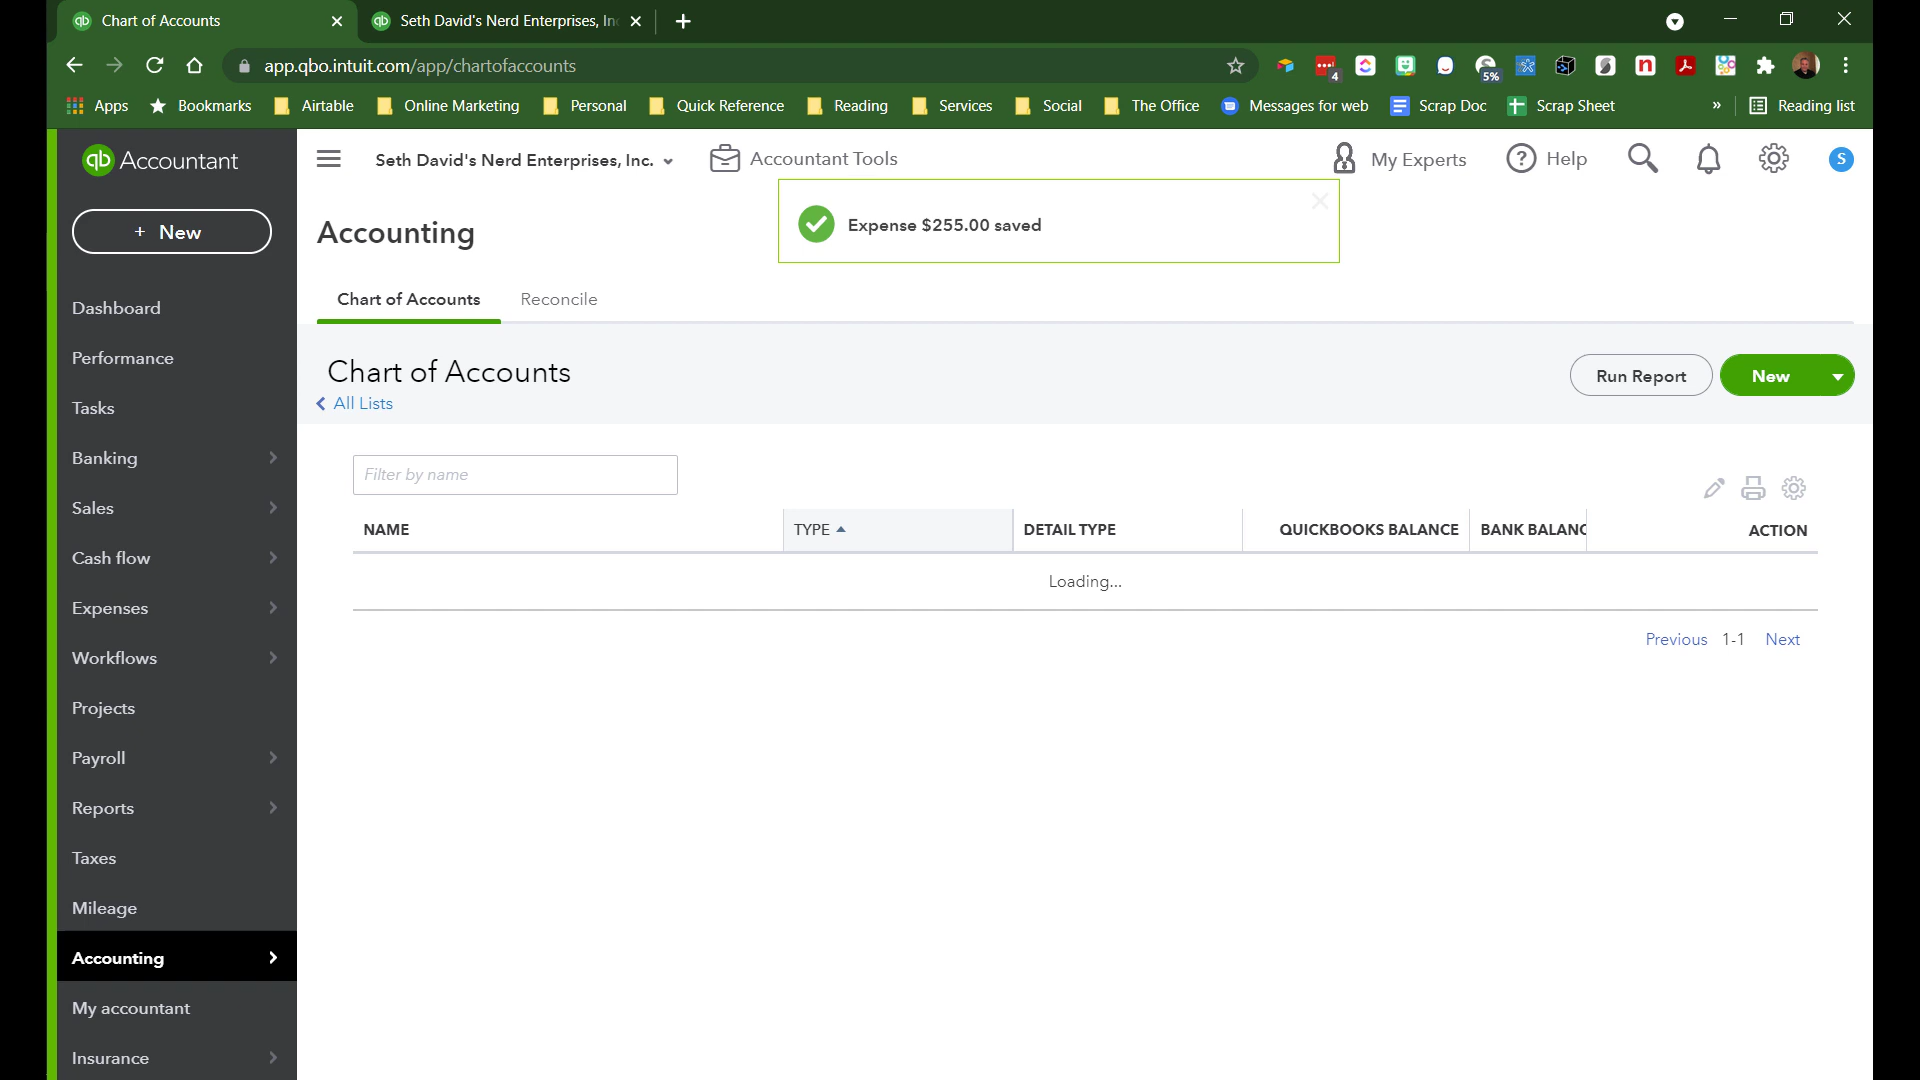 Chart of Accounts
Seth David's Nerd Enterprises, Inc
app.qbo.intuit.com/app/chartofaccounts
4
5%
Apps
Bookmarks
Airtable
Online Marketing
Personal
Quick Reference
Reading
Services
Social
The Office
Messages for web
Scrap Doc
Scrap Sheet
»
Reading list
qb Accountant
Seth David's Nerd Enterprises, Inc.
Accountant Tools
My Experts
Help
S
+ New
Accounting
Expense $255.00 saved
Chart of Accounts
Reconcile
Dashboard
Performance
Tasks
Banking
Sales
Cash flow
Expenses
Workflows
Projects
Payroll
Reports
Taxes
Mileage
Accounting
My accountant
Insurance
Chart of Accounts
All Lists
Run Report
New
Filter by name
NAME
TYPE
DETAIL TYPE
QUICKBOOKS BALANCE
BANK BALANC
ACTION
Loading...
Previous 1-1 Next